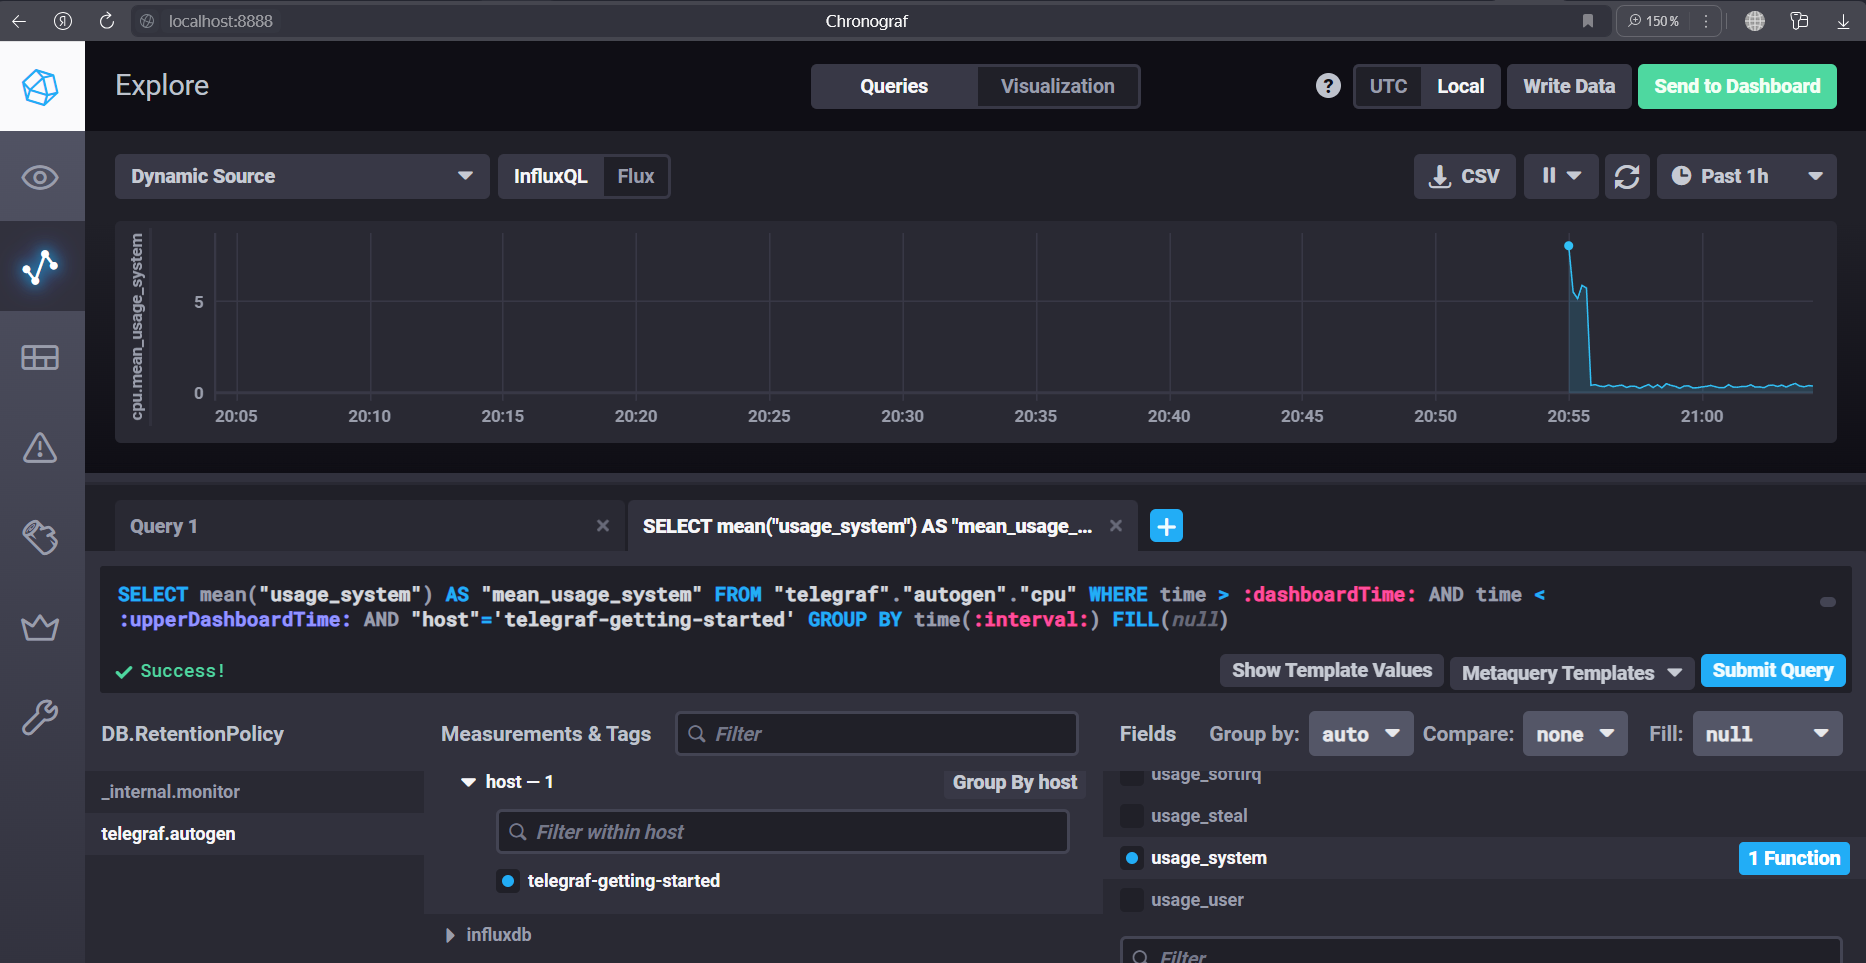 localhost:8888
Chronograf
150 %
Explore
Queries
Visualization
?
UTC
Local
Write Data
Send to Dashboard
Dynamic Source
InfluxQL
Flux
CSV
Past 1h
cpu.mean_usage_system
5
0
20:05
20:10
20:15
20:20
20:25
20:30
20:35
20:40
20:45
20:50
20:55
21:00
Query 1
SELECT mean("usage_system") AS "mean_usage_...
SELECT mean("usage_system") AS "mean_usage_system" FROM "telegraf"."autogen"."cpu" WHERE time > :dashboardTime: AND time <
:upperDashboardTime: AND "host"='telegraf-getting-started' GROUP BY time(:interval:) FILL(null)
Success!
Show Template Values
Metaquery Templates
Submit Query
DB.RetentionPolicy
Measurements & Tags
Filter
Fields
Group by:
auto
Compare:
none
Fill:
null
_internal.monitor
telegraf.autogen
host — 1
Group By host
Filter within host
telegraf-getting-started
influxdb
usage_softirq
usage_steal
usage_system
1 Function
usage_user
Filter